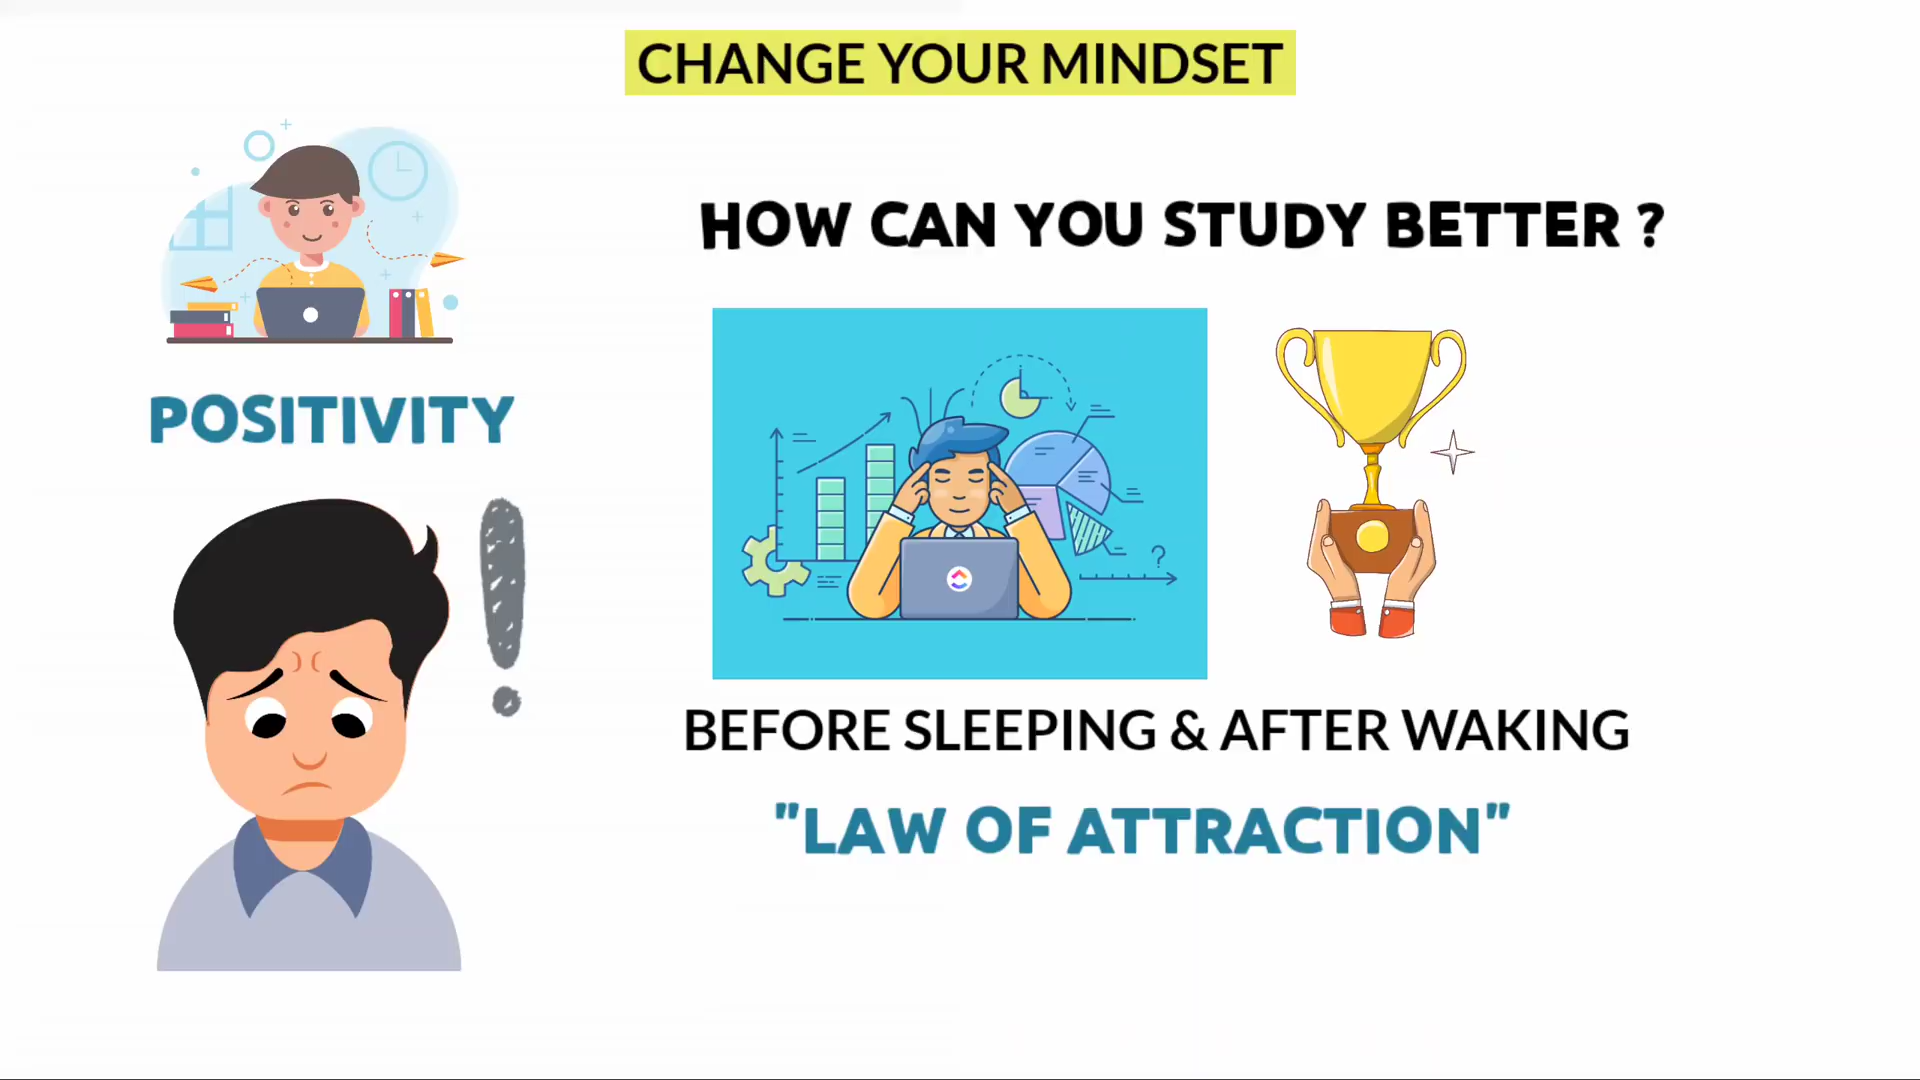 CHANGE YOUR MINDSET
HOW CAN YOU STUDY BETTER ?
POSITIVITY
?
BEFORE SLEEPING & AFTER WAKING
"LAW OF ATTRACTION"